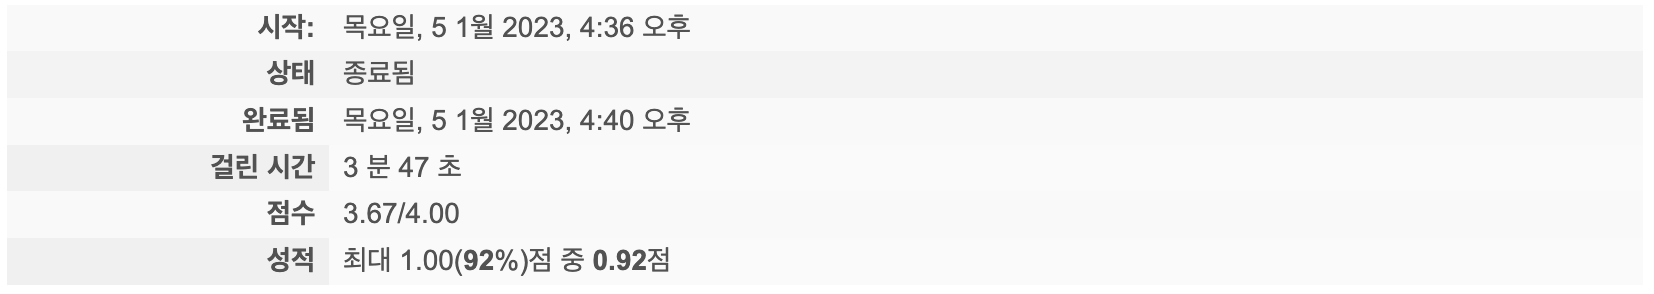 시작: 목요일, 5 1월 2023, 4:36 오후
상태 종료됨
완료됨 목요일, 5 1월 2023, 4:40 오후
걸린 시간 3 분 47 초
점수 3.67/4.00
성적 최대 1.00(92%)점 중 0.92점